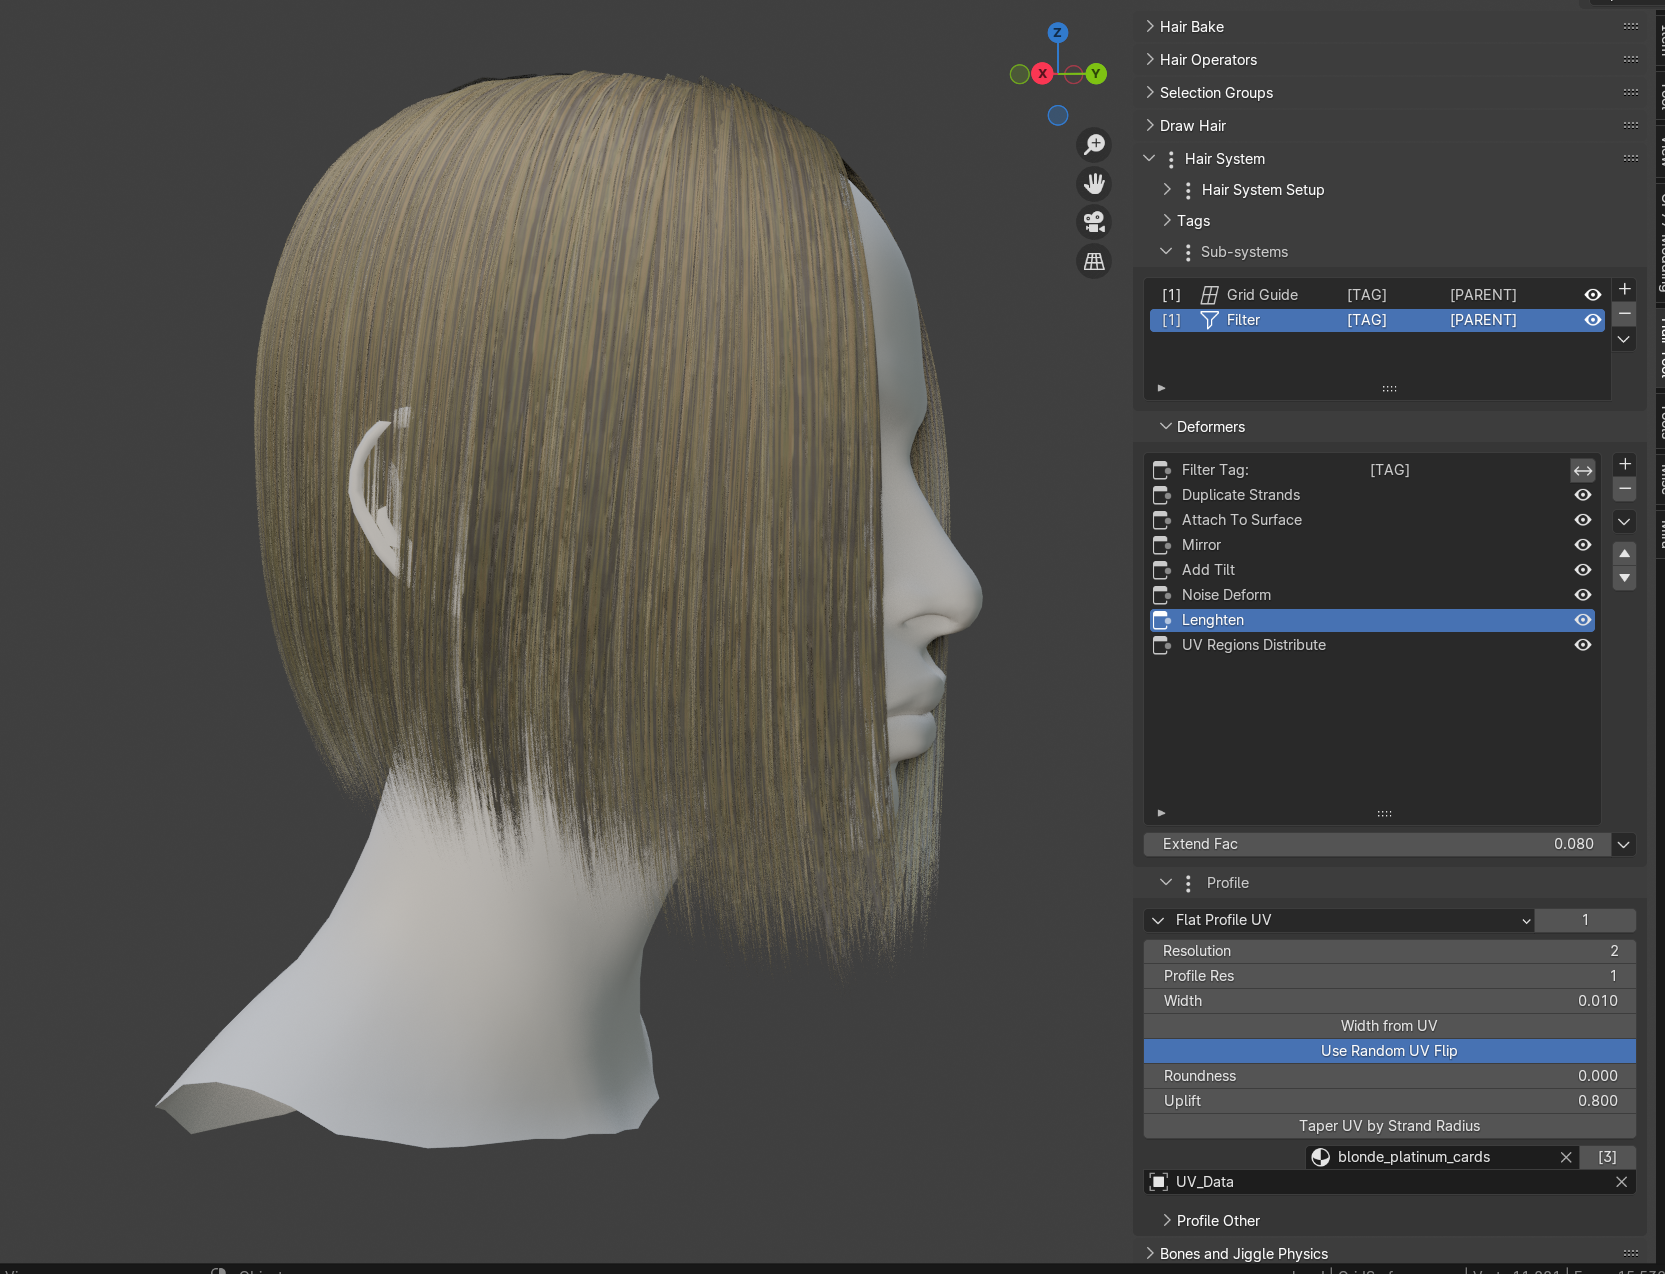 Z
X
Y
Hair Bake
Hair Operators
Selection Groups
Draw Hair
Hair System
Hair System Setup
Tags
Sub-systems
[1] Grid Guide [TAG] [PARENT]
[1] Filter [TAG] [PARENT]
Deformers
Filter Tag: [TAG]
Duplicate Strands
Attach To Surface
Mirror
Add Tilt
Noise Deform
Lenghten
UV Regions Distribute
Extend Fac 0.080
Profile
Flat Profile UV 1
Resolution 2
Profile Res 1
Width 0.010
Width from UV
Use Random UV Flip
Roundness 0.000
Uplift 0.800
Taper UV by Strand Radius
blonde_platinum_cards [3]
UV_Data
Profile Other
Bones and Jiggle Physics